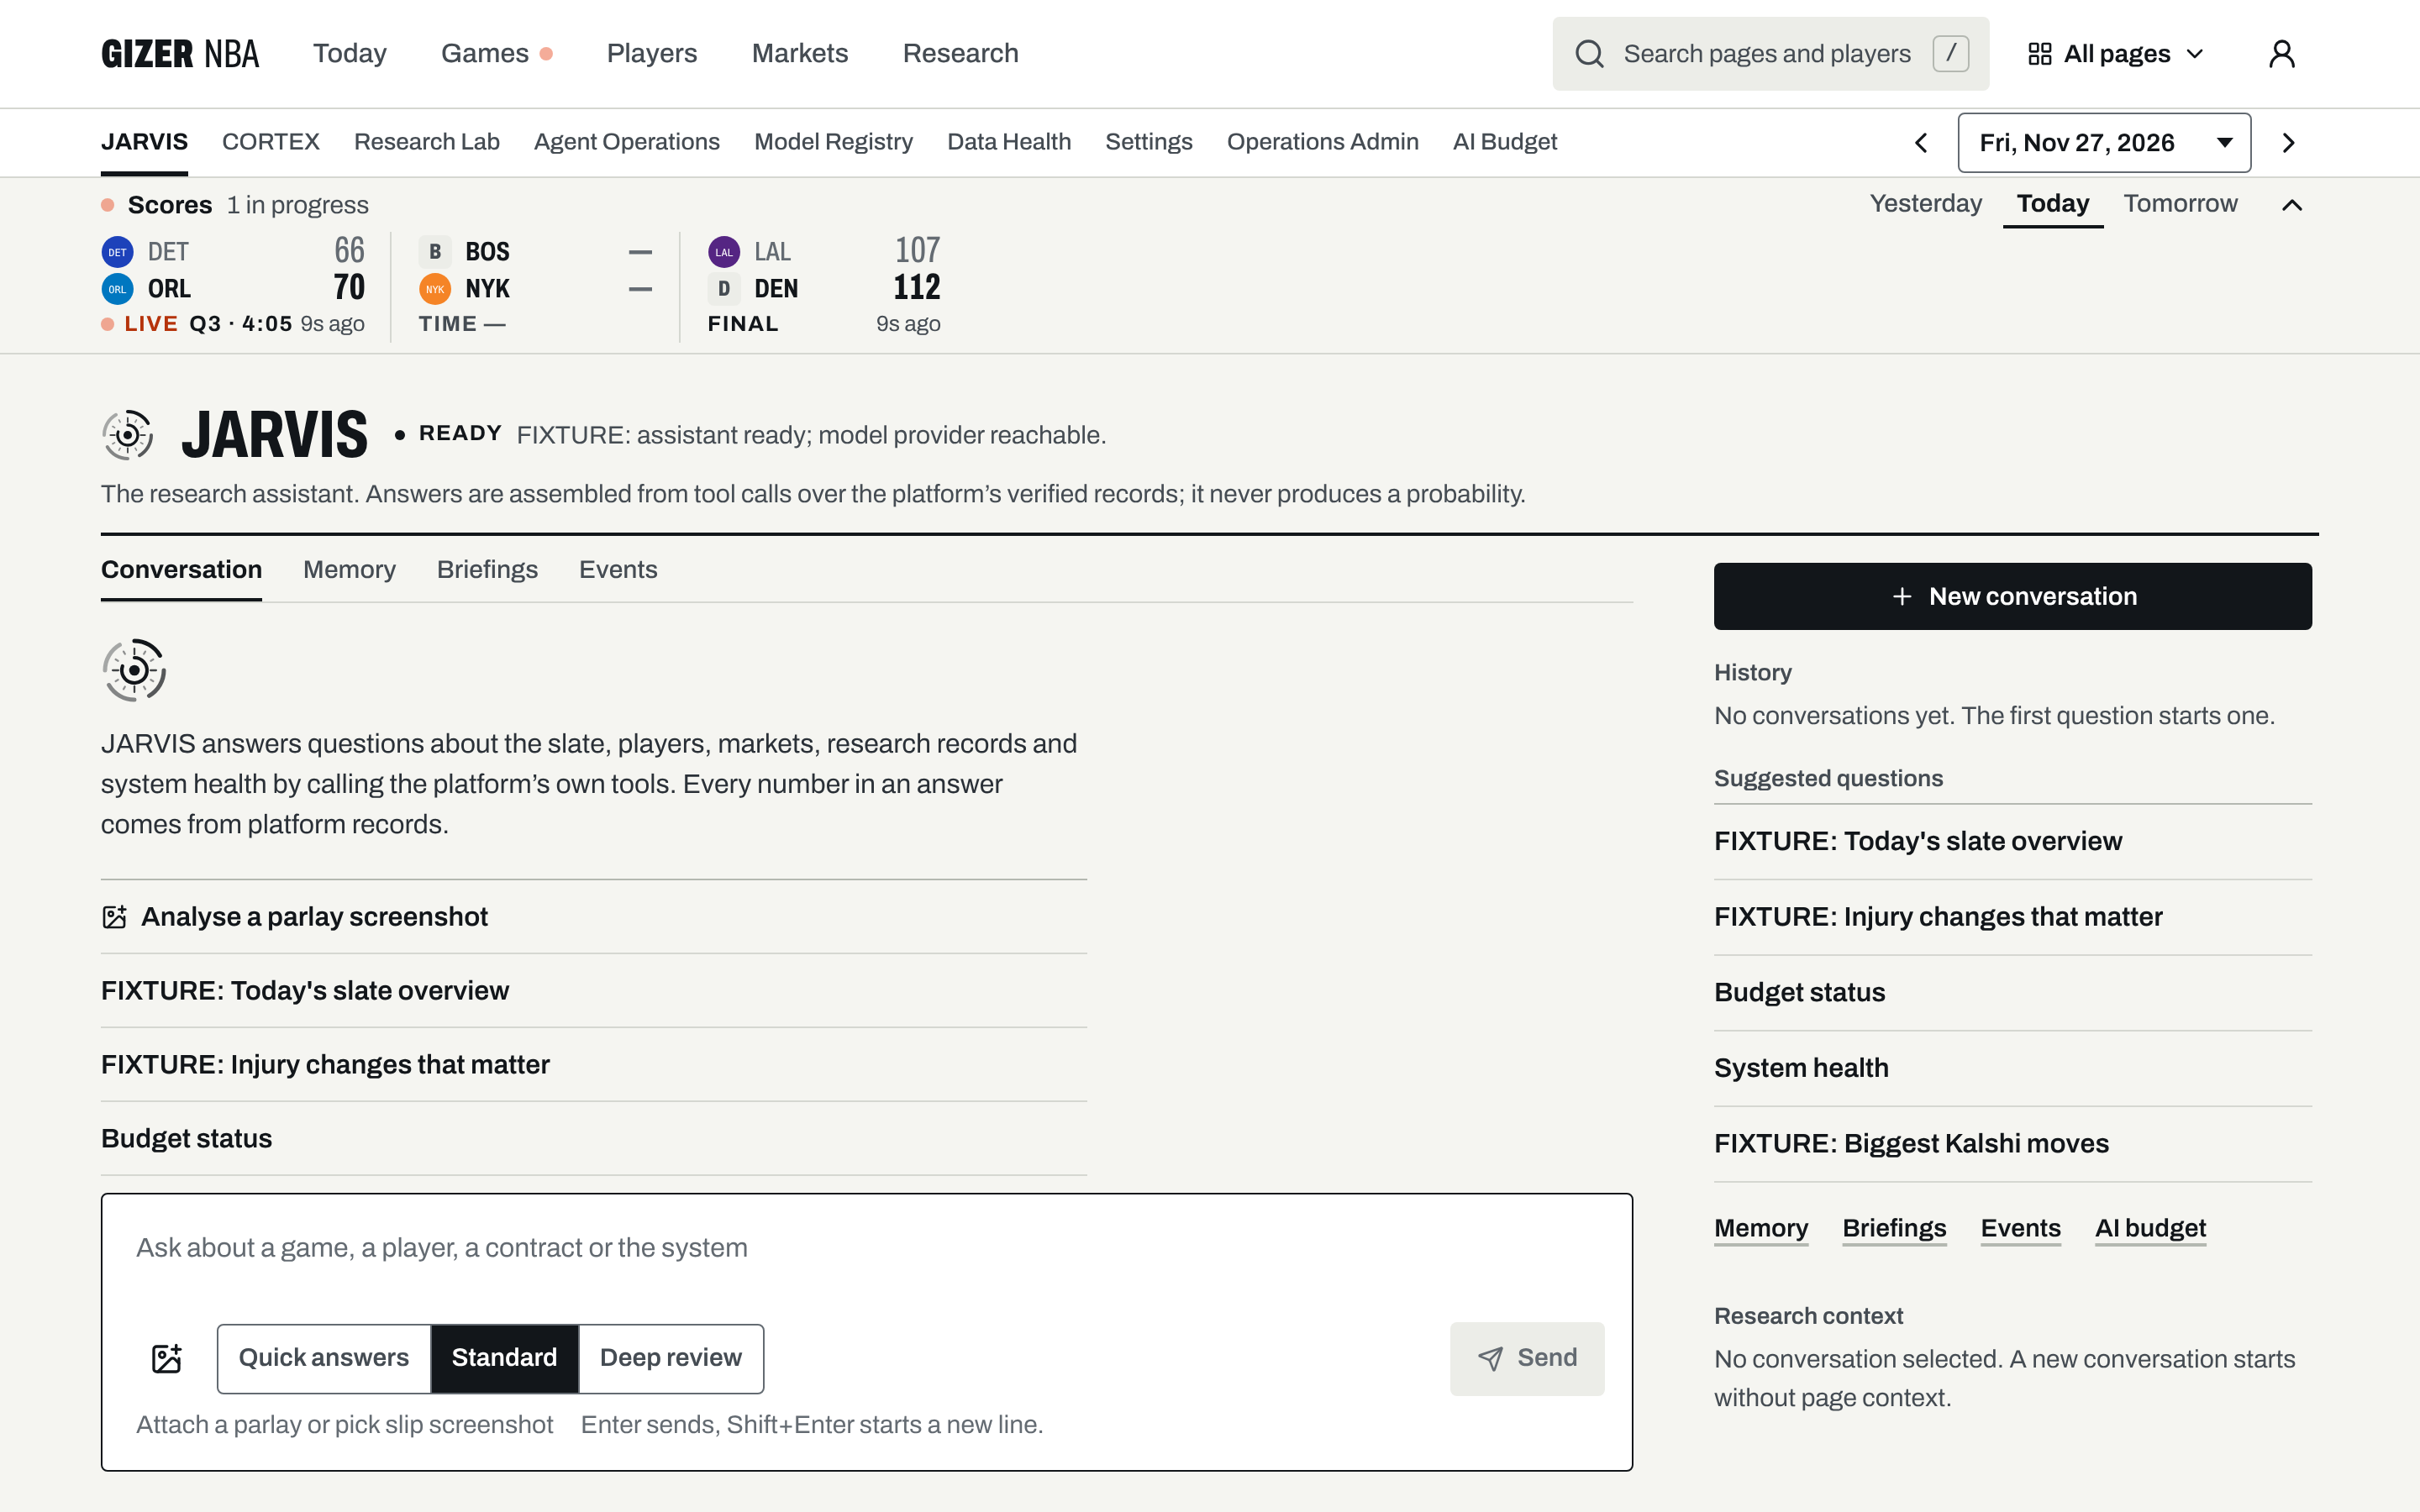 GIZER NBA Today Games Players Markets Research Search pages and players / All pages
JARVIS CORTEX Research Lab Agent Operations Model Registry Data Health Settings Operations Admin AI Budget Fri, Nov 27, 2026
Scores 1 in progress Yesterday Today Tomorrow
DET DET 66 B BOS — LAL LAL 107
ORL ORL 70 NYK NYK — D DEN 112
LIVE Q3 · 4:05 9s ago TIME — FINAL 9s ago
JARVIS READY FIXTURE: assistant ready; model provider reachable.
The research assistant. Answers are assembled from tool calls over the platform’s verified records; it never produces a probability.
Conversation Memory Briefings Events
JARVIS answers questions about the slate, players, markets, research records and
system health by calling the platform’s own tools. Every number in an answer
comes from platform records.
Analyse a parlay screenshot
FIXTURE: Today's slate overview
FIXTURE: Injury changes that matter
Budget status
Ask about a game, a player, a contract or the system
Quick answers Standard Deep review Send
Attach a parlay or pick slip screenshot Enter sends, Shift+Enter starts a new line.
New conversation
History
No conversations yet. The first question starts one.
Suggested questions
FIXTURE: Today's slate overview
FIXTURE: Injury changes that matter
Budget status
System health
FIXTURE: Biggest Kalshi moves
Memory Briefings Events AI budget
Research context
No conversation selected. A new conversation starts
without page context.